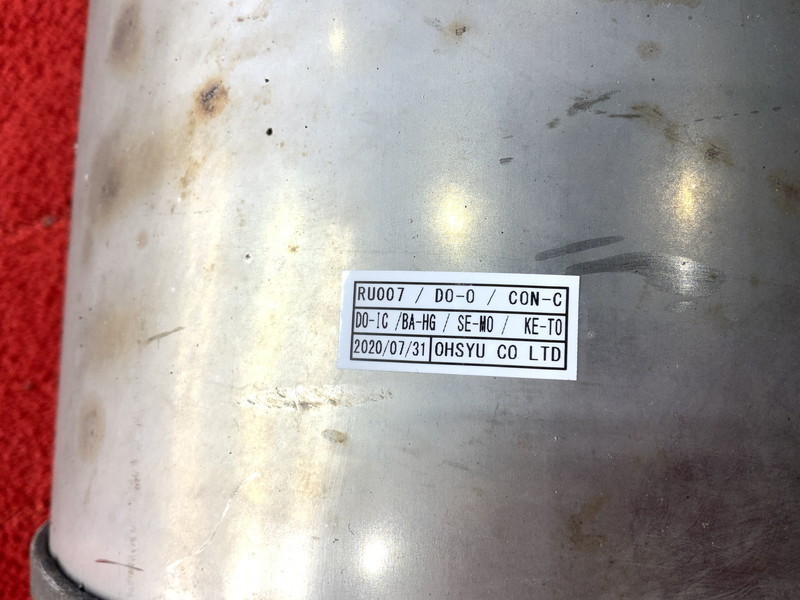 RU007 / DO-O / CON-C
DO-IC /BA-HG / SE-MO / KE-TO
2020/07/31 OHSYU CO LTD